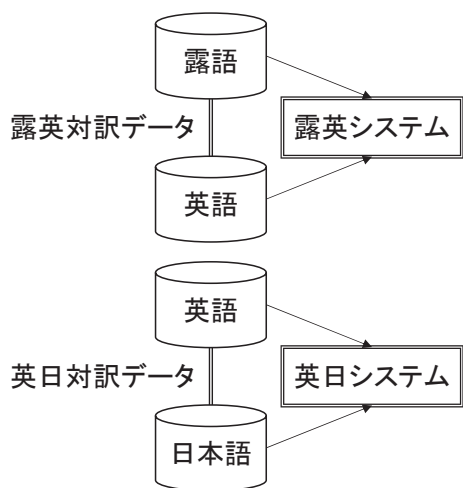 露語
露英対訳データ
露英システム
英語
英語
英日対訳データ
英日システム
日本語